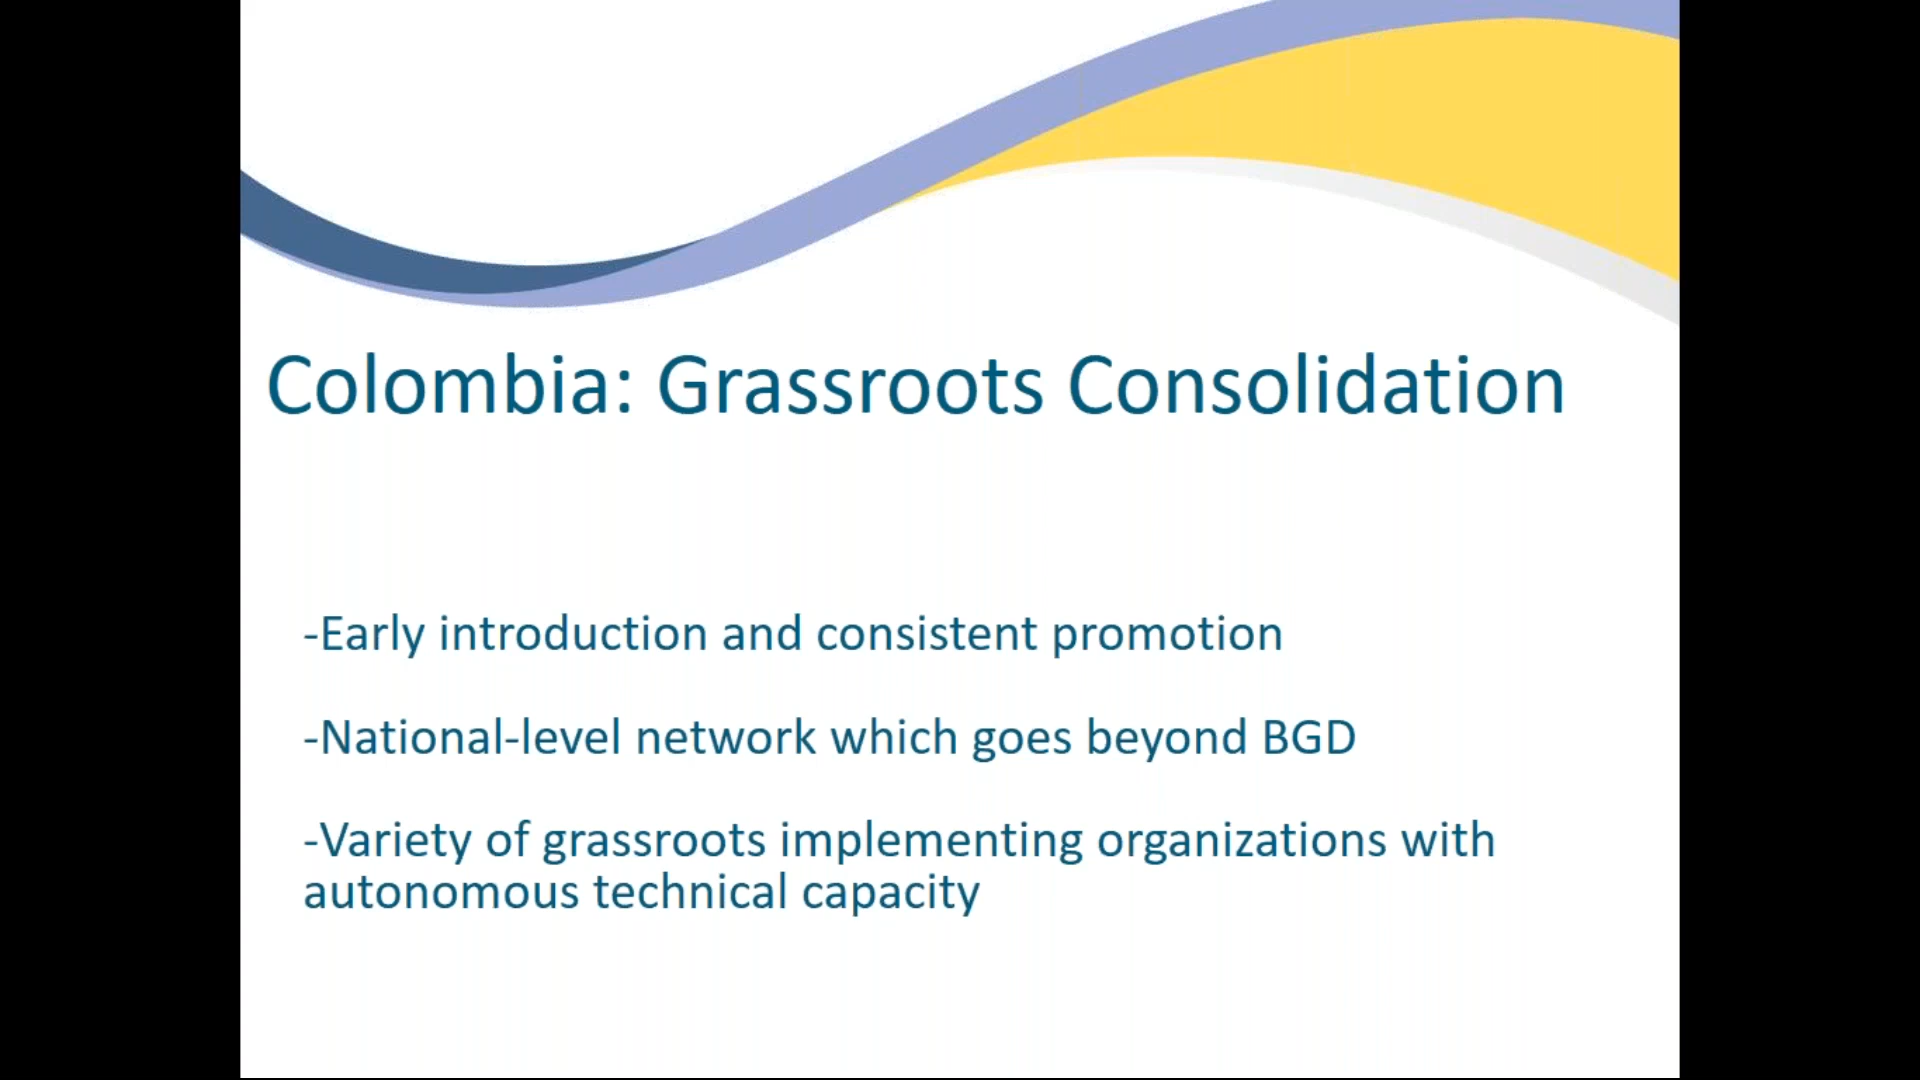 Colombia: Grassroots Consolidation
-Early introduction and consistent promotion
-National-level network which goes beyond BGD
-Variety of grassroots implementing organizations with
autonomous technical capacity